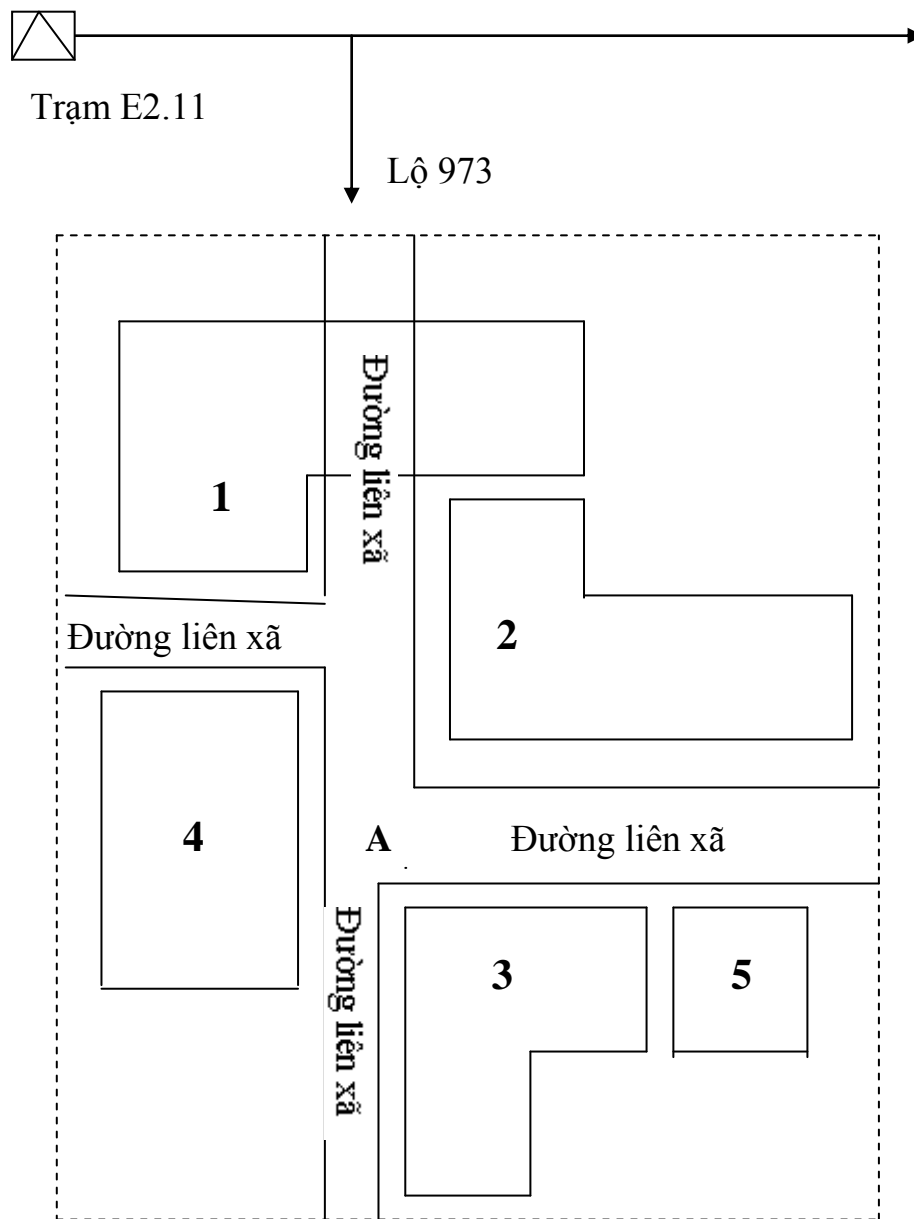 Trạm E2.11
Lộ 973
Đường liên xã
1
2
Đường liên xã
4
A
Đường liên xã
Đường liên xã
3
5